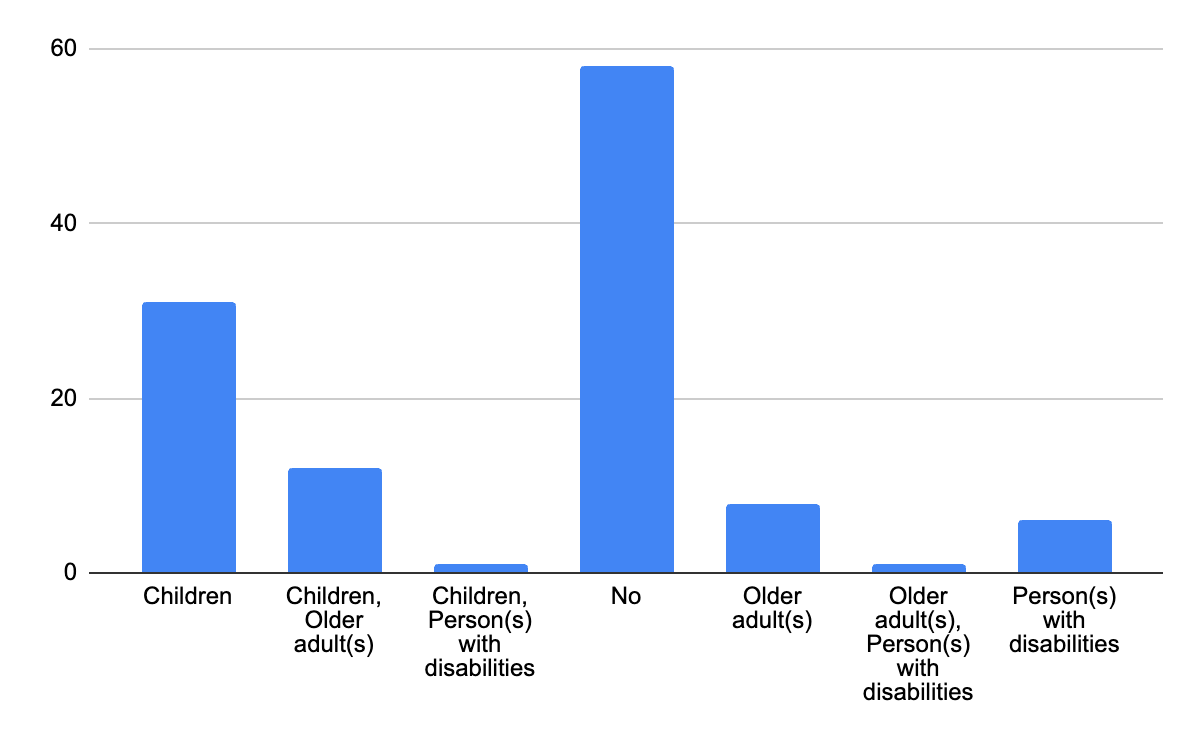 60
40
20
0
Children
Children,
Older
adult(s)
Children,
Person(s)
with
disabilities
No
Older
adult(s)
Older
adult(s),
Person(s)
with
disabilities
Person(s)
with
disabilities